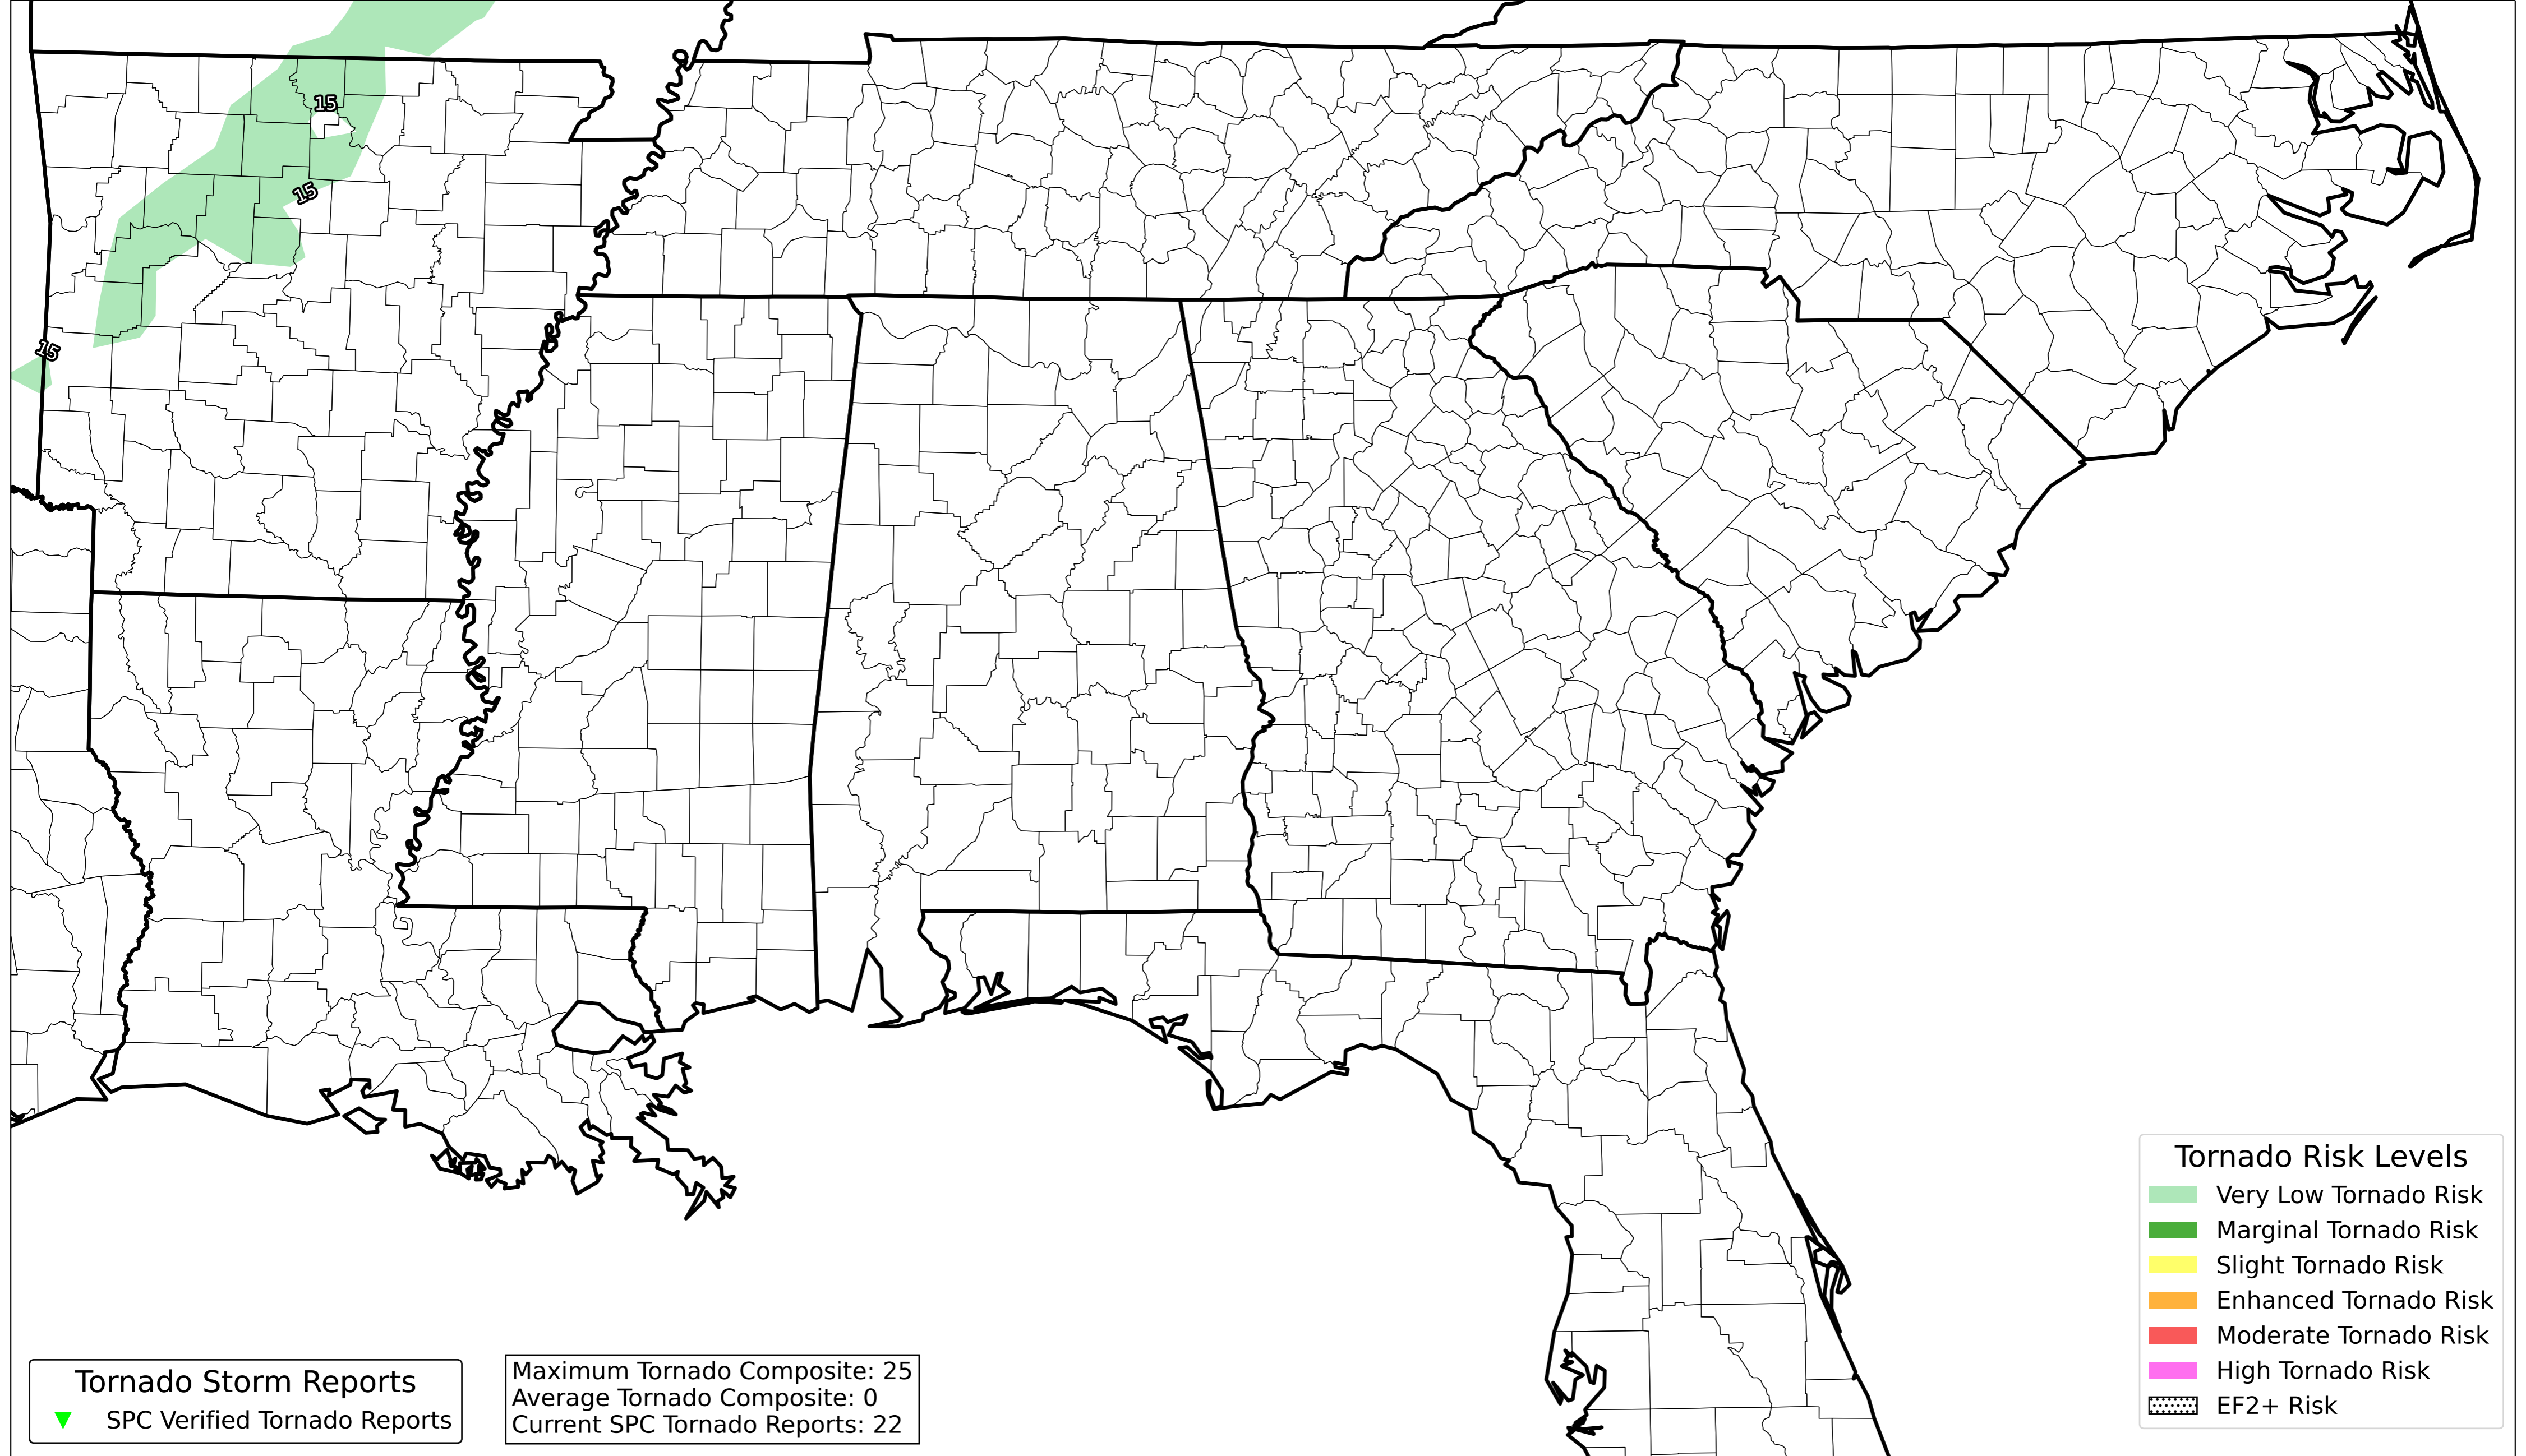 15
15
15
Tornado Risk Levels
Very Low Tornado Risk
Marginal Tornado Risk
Slight Tornado Risk
Enhanced Tornado Risk
Moderate Tornado Risk
High Tornado Risk
EF2+ Risk
Tornado Storm Reports
SPC Verified Tornado Reports
Maximum Tornado Composite: 25
Average Tornado Composite: 0
Current SPC Tornado Reports: 22